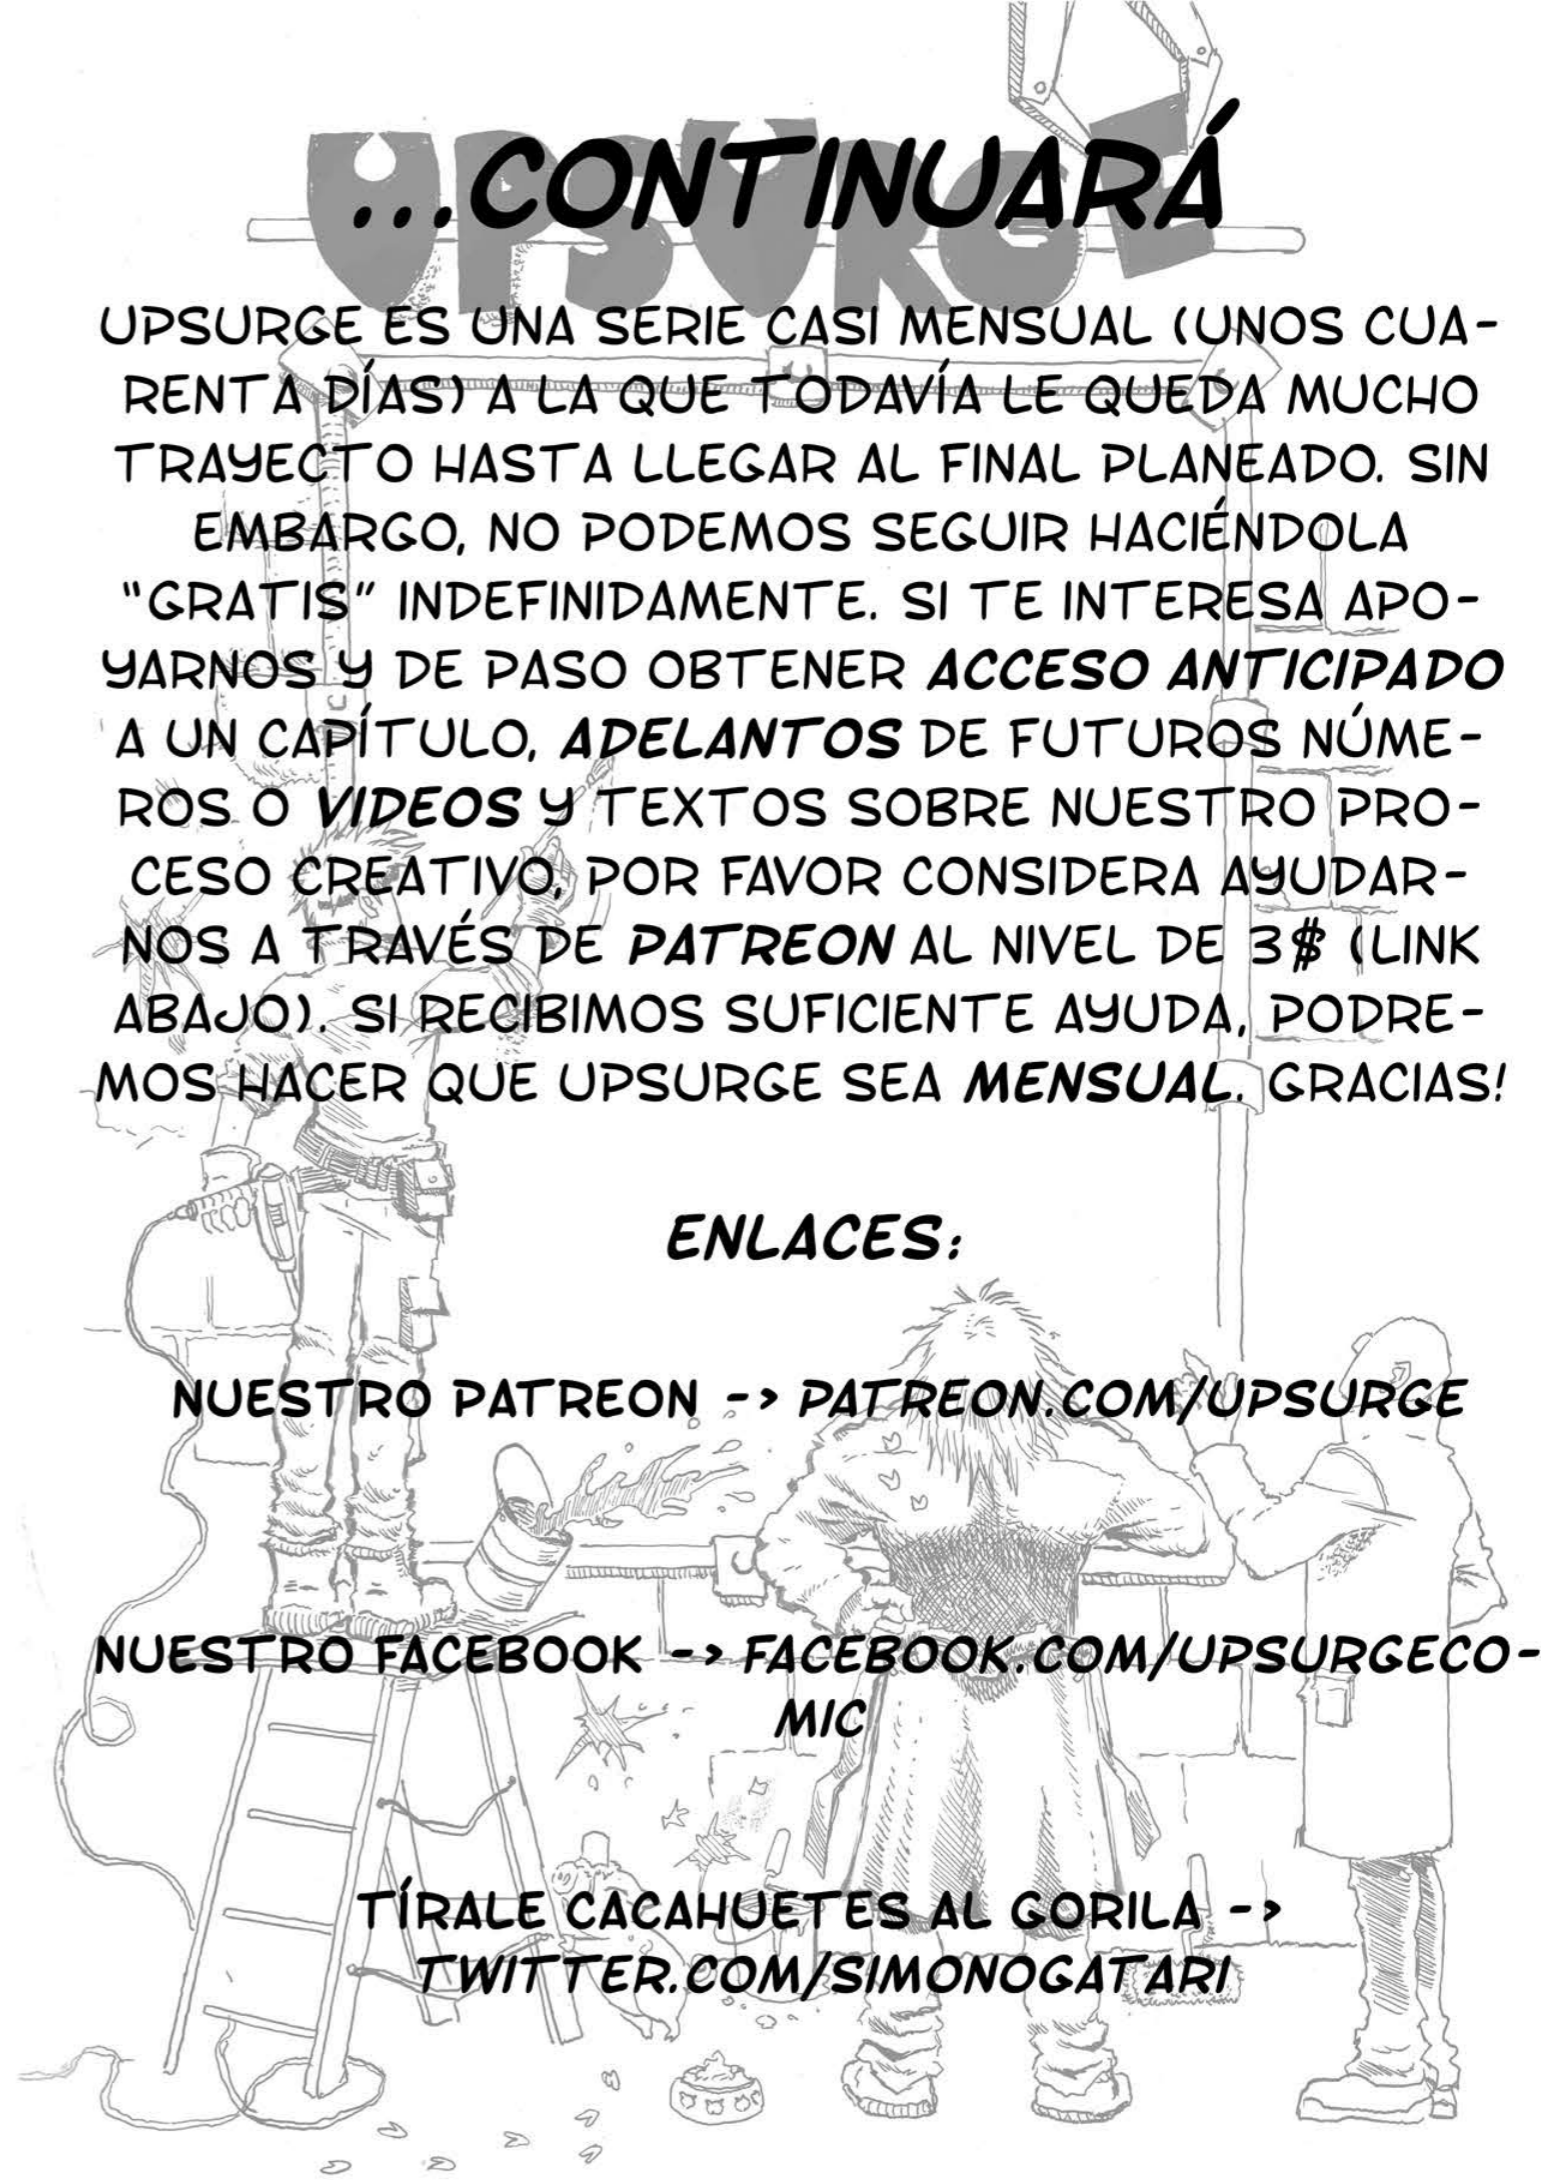 UPSURGE
...CONTINUARÁ
UPSURGE ES UNA SERIE CASI MENSUAL (UNOS CUA-
RENTA DÍAS) A LA QUE TODAVÍA LE QUEDA MUCHO
TRAYECTO HASTA LLEGAR AL FINAL PLANEADO. SIN
EMBARGO, NO PODEMOS SEGUIR HACIÉNDOLA
"GRATIS" INDEFINIDAMENTE. SI TE INTERESA APO-
YARNOS Y DE PASO OBTENER ACCESO ANTICIPADO
A UN CAPÍTULO, ADELANTOS DE FUTUROS NÚME-
ROS O VIDEOS Y TEXTOS SOBRE NUESTRO PRO-
CESO CREATIVO, POR FAVOR CONSIDERA AYUDAR-
NOS A TRAVÉS DE PATREON AL NIVEL DE 3$ (LINK
ABAJO). SI RECIBIMOS SUFICIENTE AYUDA, PODRE-
MOS HACER QUE UPSURGE SEA MENSUAL. GRACIAS!
ENLACES:
NUESTRO PATREON -> PATREON.COM/UPSURGE
NUESTRO FACEBOOK -> FACEBOOK.COM/UPSURGECO-
MIC
TÍRALE CACAHUETES AL GORILA ->
TWITTER.COM/SIMONOGATARI